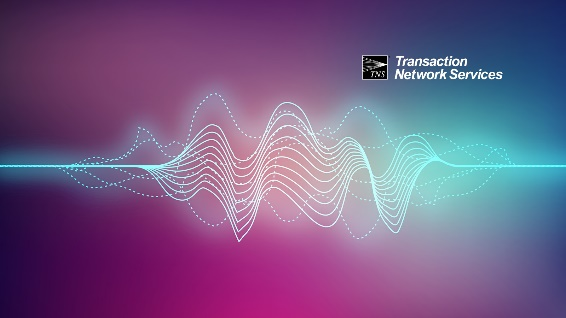 TNS
Transaction
Network Services